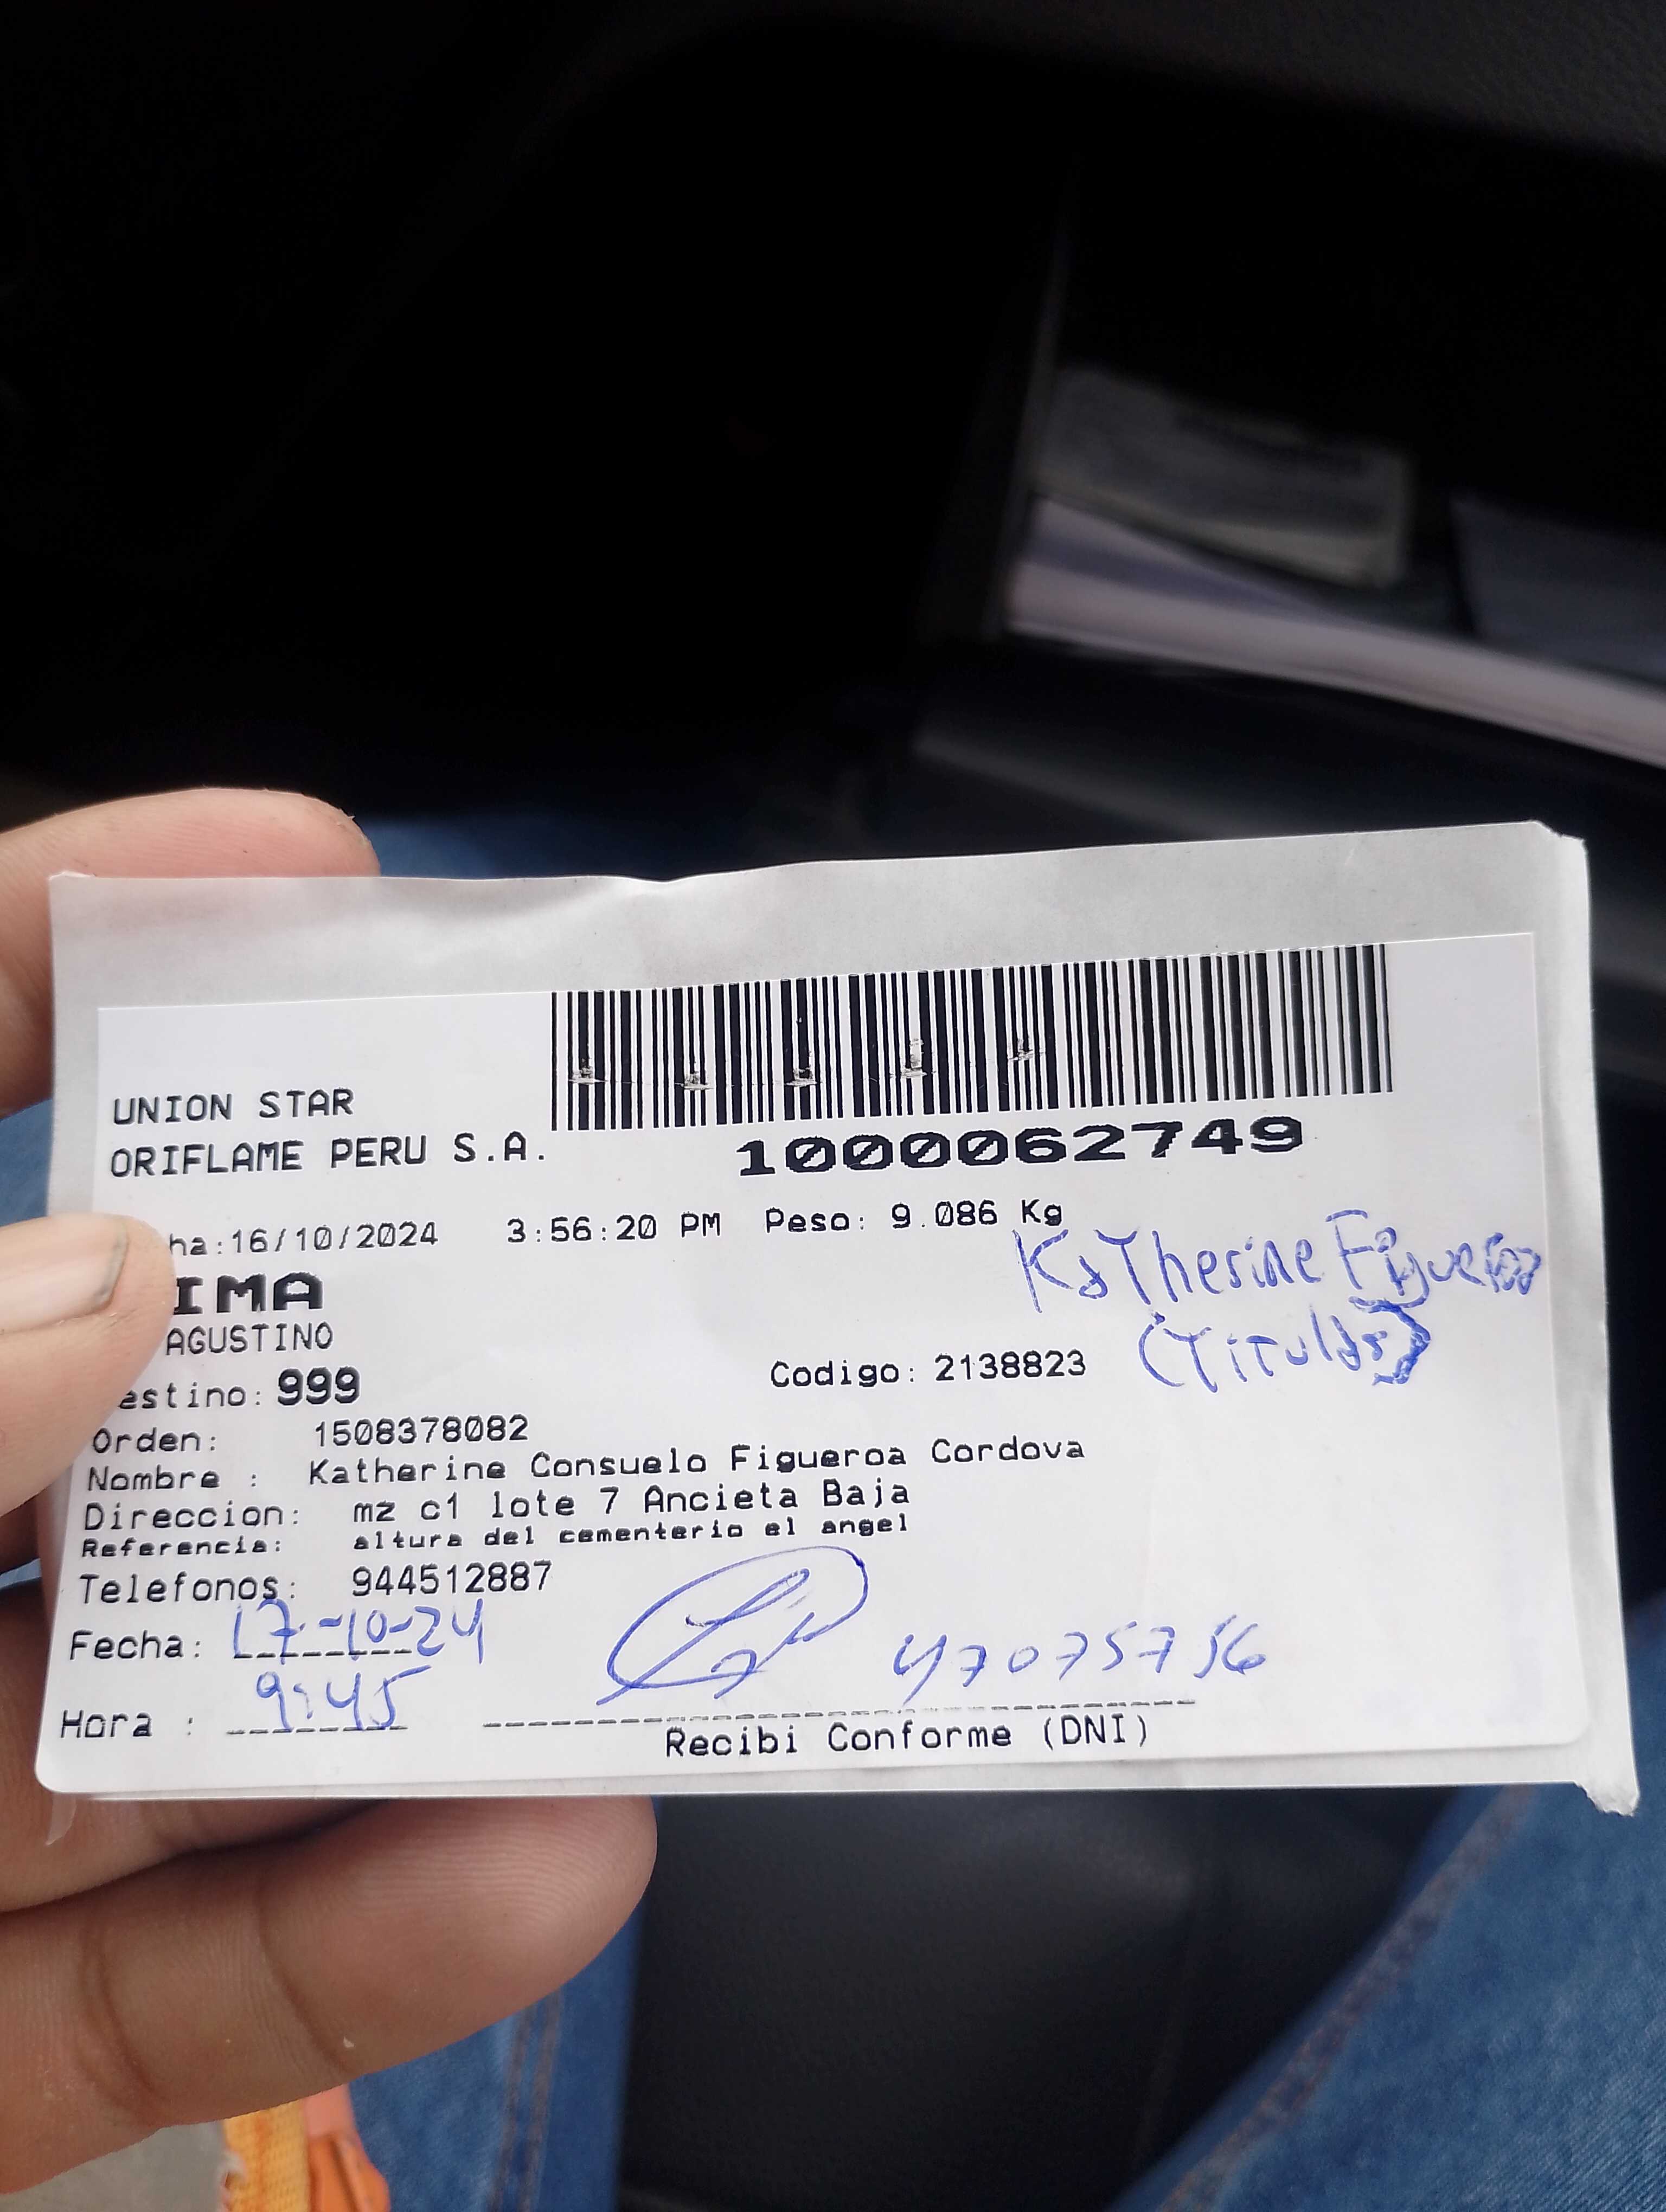 UNION STAR
ORIFLAME PERU S.A.
1000062749
ha:16/10/2024 3:56:20 PM Peso: 9.086 Kg
Katherine Figueroa
IMA
(Titular)
AGUSTINO
estino: 999
Codigo: 2138823
Orden: 1508378082
Nombre : Katherine Consuelo Figueroa Cordova
Direccion: mz c1 lote 7 Ancieta Baja
Referencia: altura del cementerio el angel
Telefonos: 944512887
Fecha: 17-10-24
Hora : 9:45
47075756
Recibi Conforme (DNI)